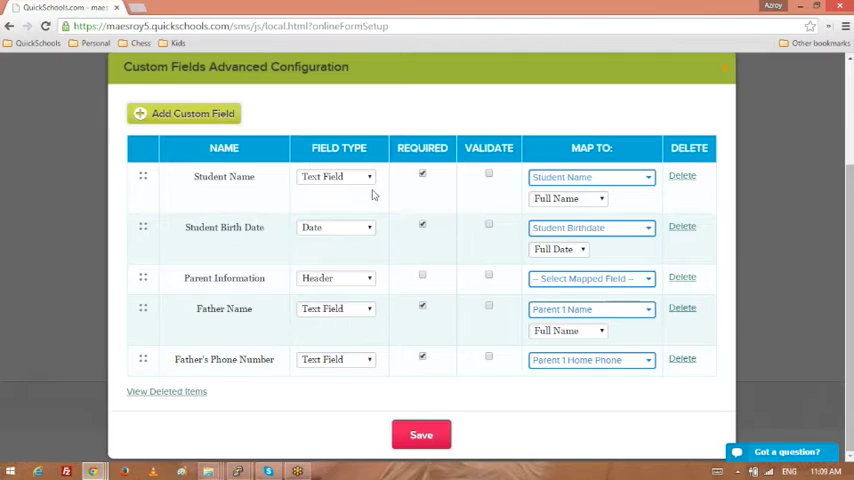 QuickSchools.com - maes
Azroy
https://maesroy5.quickschools.com/sms/js/local.html?onlineFormSetup
QuickSchools
Personal
Chess
Kids
Other bookmarks
Custom Fields Advanced Configuration
Add Custom Field
NAME FIELD TYPE REQUIRED VALIDATE MAP TO: DELETE
Student Name Text Field Student Name Delete
Full Name
Student Birth Date Date Student Birthdate Delete
Full Date
Parent Information Header -- Select Mapped Field -- Delete
Father Name Text Field Parent 1 Name Delete
Full Name
Father's Phone Number Text Field Parent 1 Home Phone Delete
View Deleted Items
Save
Got a question?
ENG 11:09 AM